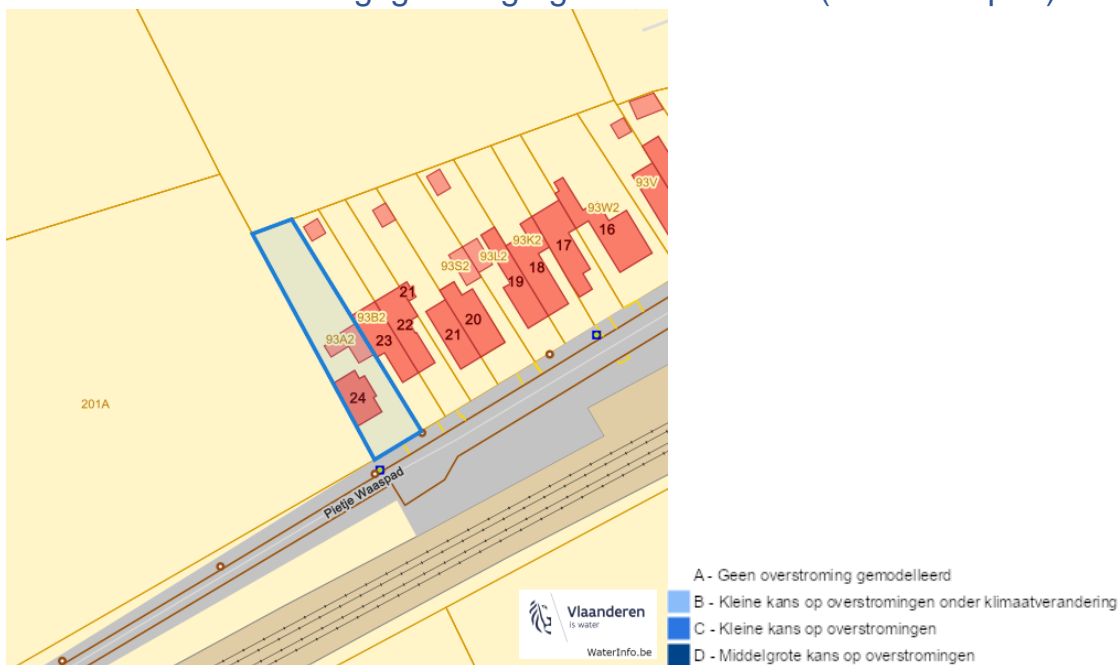 93V
93W2
16
93K2
17
93L2
18
93S2
19
21
20
21
93B2
22
23
93A2
24
201A
Pietje Waaspad
Vlaanderen
is water
WaterInfo.be
A - Geen overstroming gemodelleerd
B - Kleine kans op overstromingen onder klimaatverandering
C - Kleine kans op overstromingen
D - Middelgrote kans op overstromingen